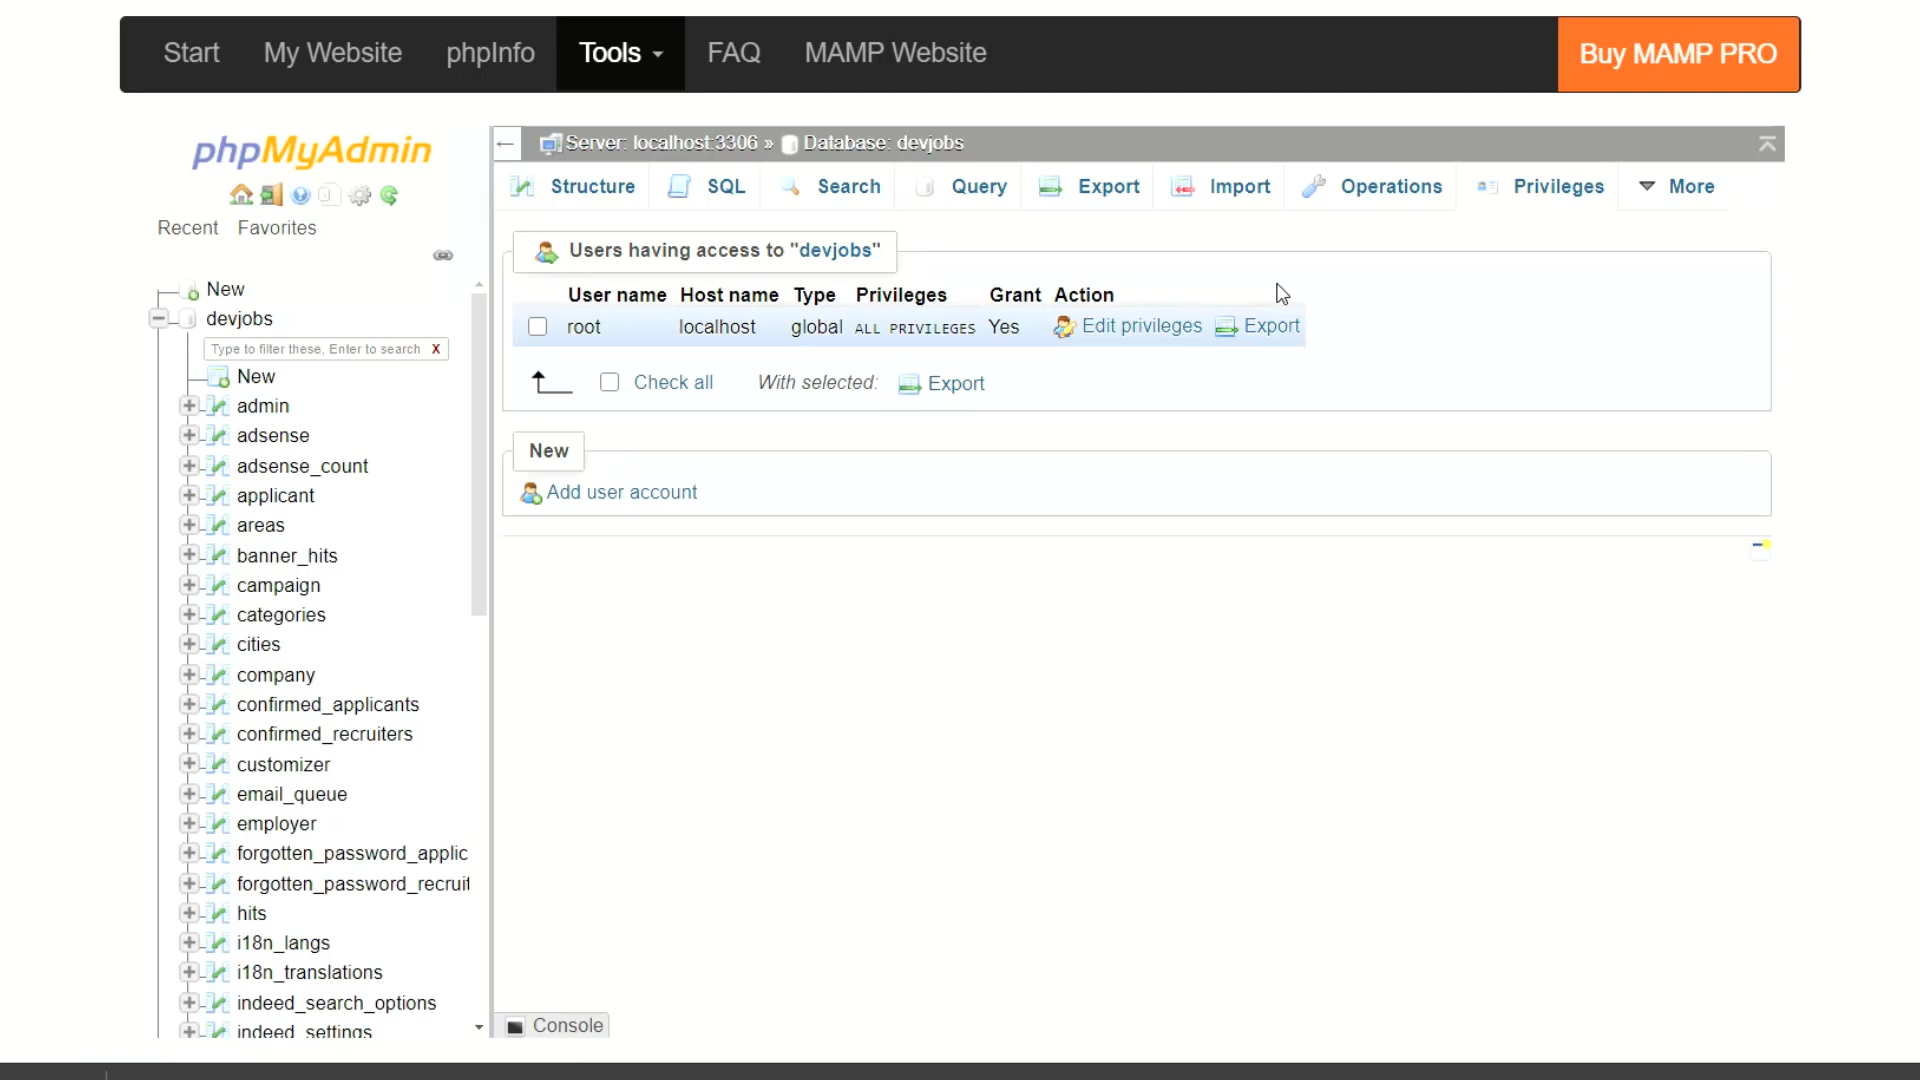 Start My Website phpInfo Tools FAQ MAMP Website Buy MAMP PRO
phpMyAdmin
Recent Favorites
New
devjobs
Type to filter these, Enter to search X
New
admin
adsense
adsense_count
applicant
areas
banner_hits
campaign
categories
cities
company
confirmed_applicants
confirmed_recruiters
customizer
email_queue
employer
forgotten_password_applic
forgotten_password_recruit
hits
i18n_langs
i18n_translations
indeed_search_options
indeed_settings
Server: localhost:3306 » Database: devjobs
Structure SQL Search Query Export Import Operations Privileges More
Users having access to "devjobs"
User name Host name Type Privileges Grant Action
root localhost global ALL PRIVILEGES Yes Edit privileges Export
Check all With selected: Export
New
Add user account
Console